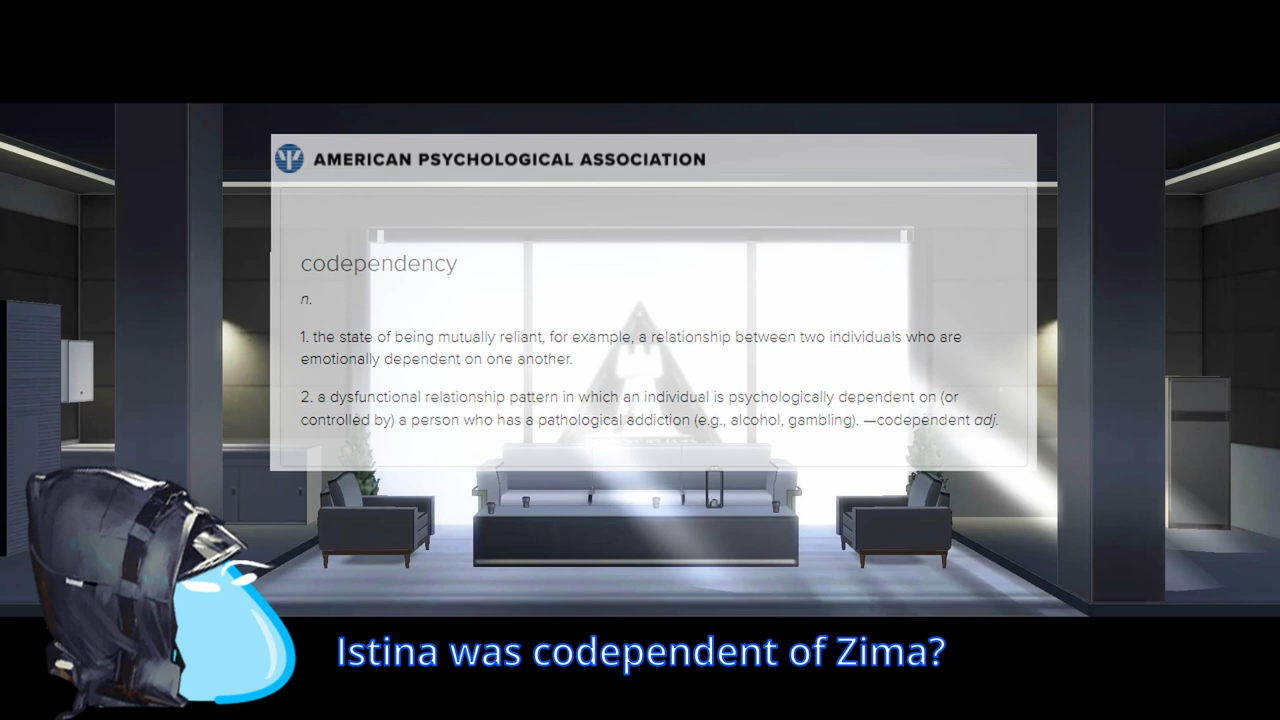 AMERICAN PSYCHOLOGICAL ASSOCIATION
codependency
n.
1. the state of being mutually reliant, for example, a relationship between two individuals who are
emotionally dependent on one another.
2. a dysfunctional relationship pattern in which an individual is psychologically dependent on (or
controlled by) a person who has a pathological addiction (e.g., alcohol, gambling). —codependent adj.
Istina was codependent of Zima?